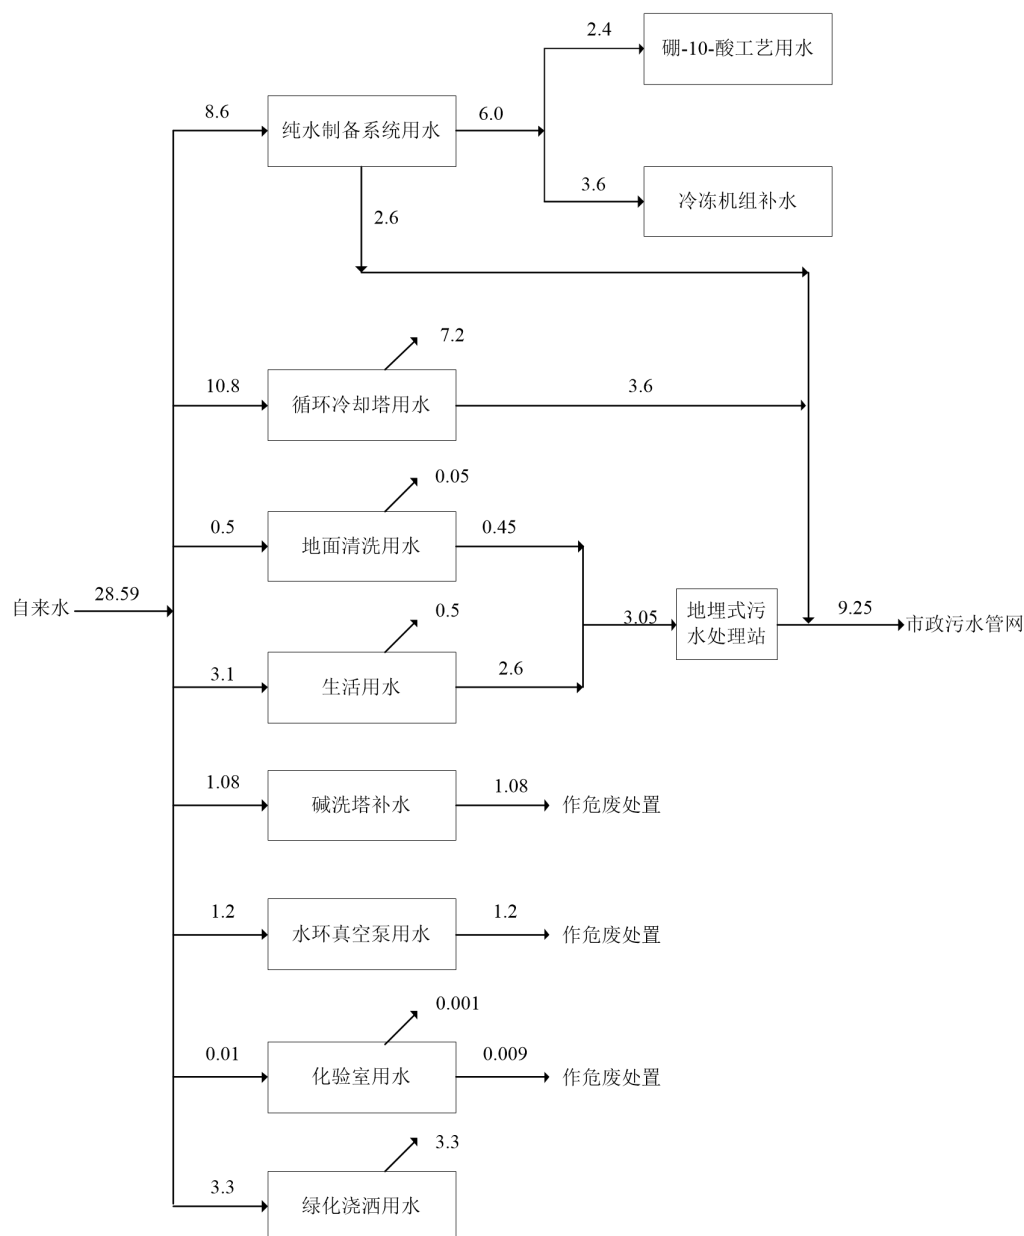 2.4
硼-10-酸工艺用水
8.6
纯水制备系统用水
6.0
3.6
冷冻机组补水
2.6
7.2
10.8
循环冷却塔用水
3.6
0.05
0.5
地面清洗用水
0.45
自来水
28.59
0.5
3.05
地埋式污
水处理站
9.25
市政污水管网
3.1
生活用水
2.6
1.08
碱洗塔补水
1.08
作危废处置
1.2
水环真空泵用水
1.2
作危废处置
0.001
0.01
化验室用水
0.009
作危废处置
3.3
3.3
绿化浇洒用水